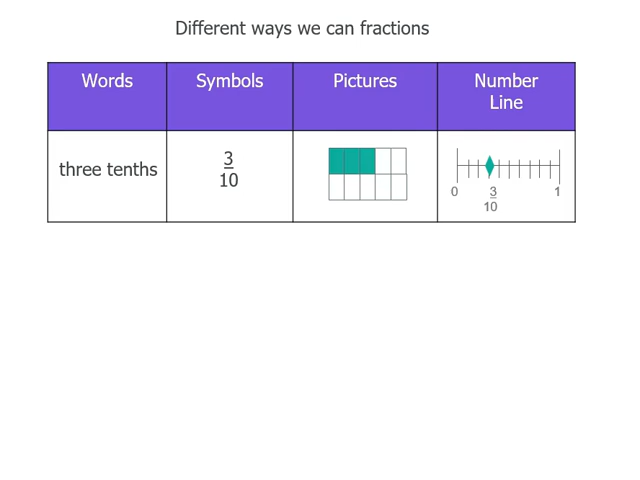 Different ways we can fractions
Words
Symbols
Pictures
Number
Line
three tenths
3
10
0
3
10
1